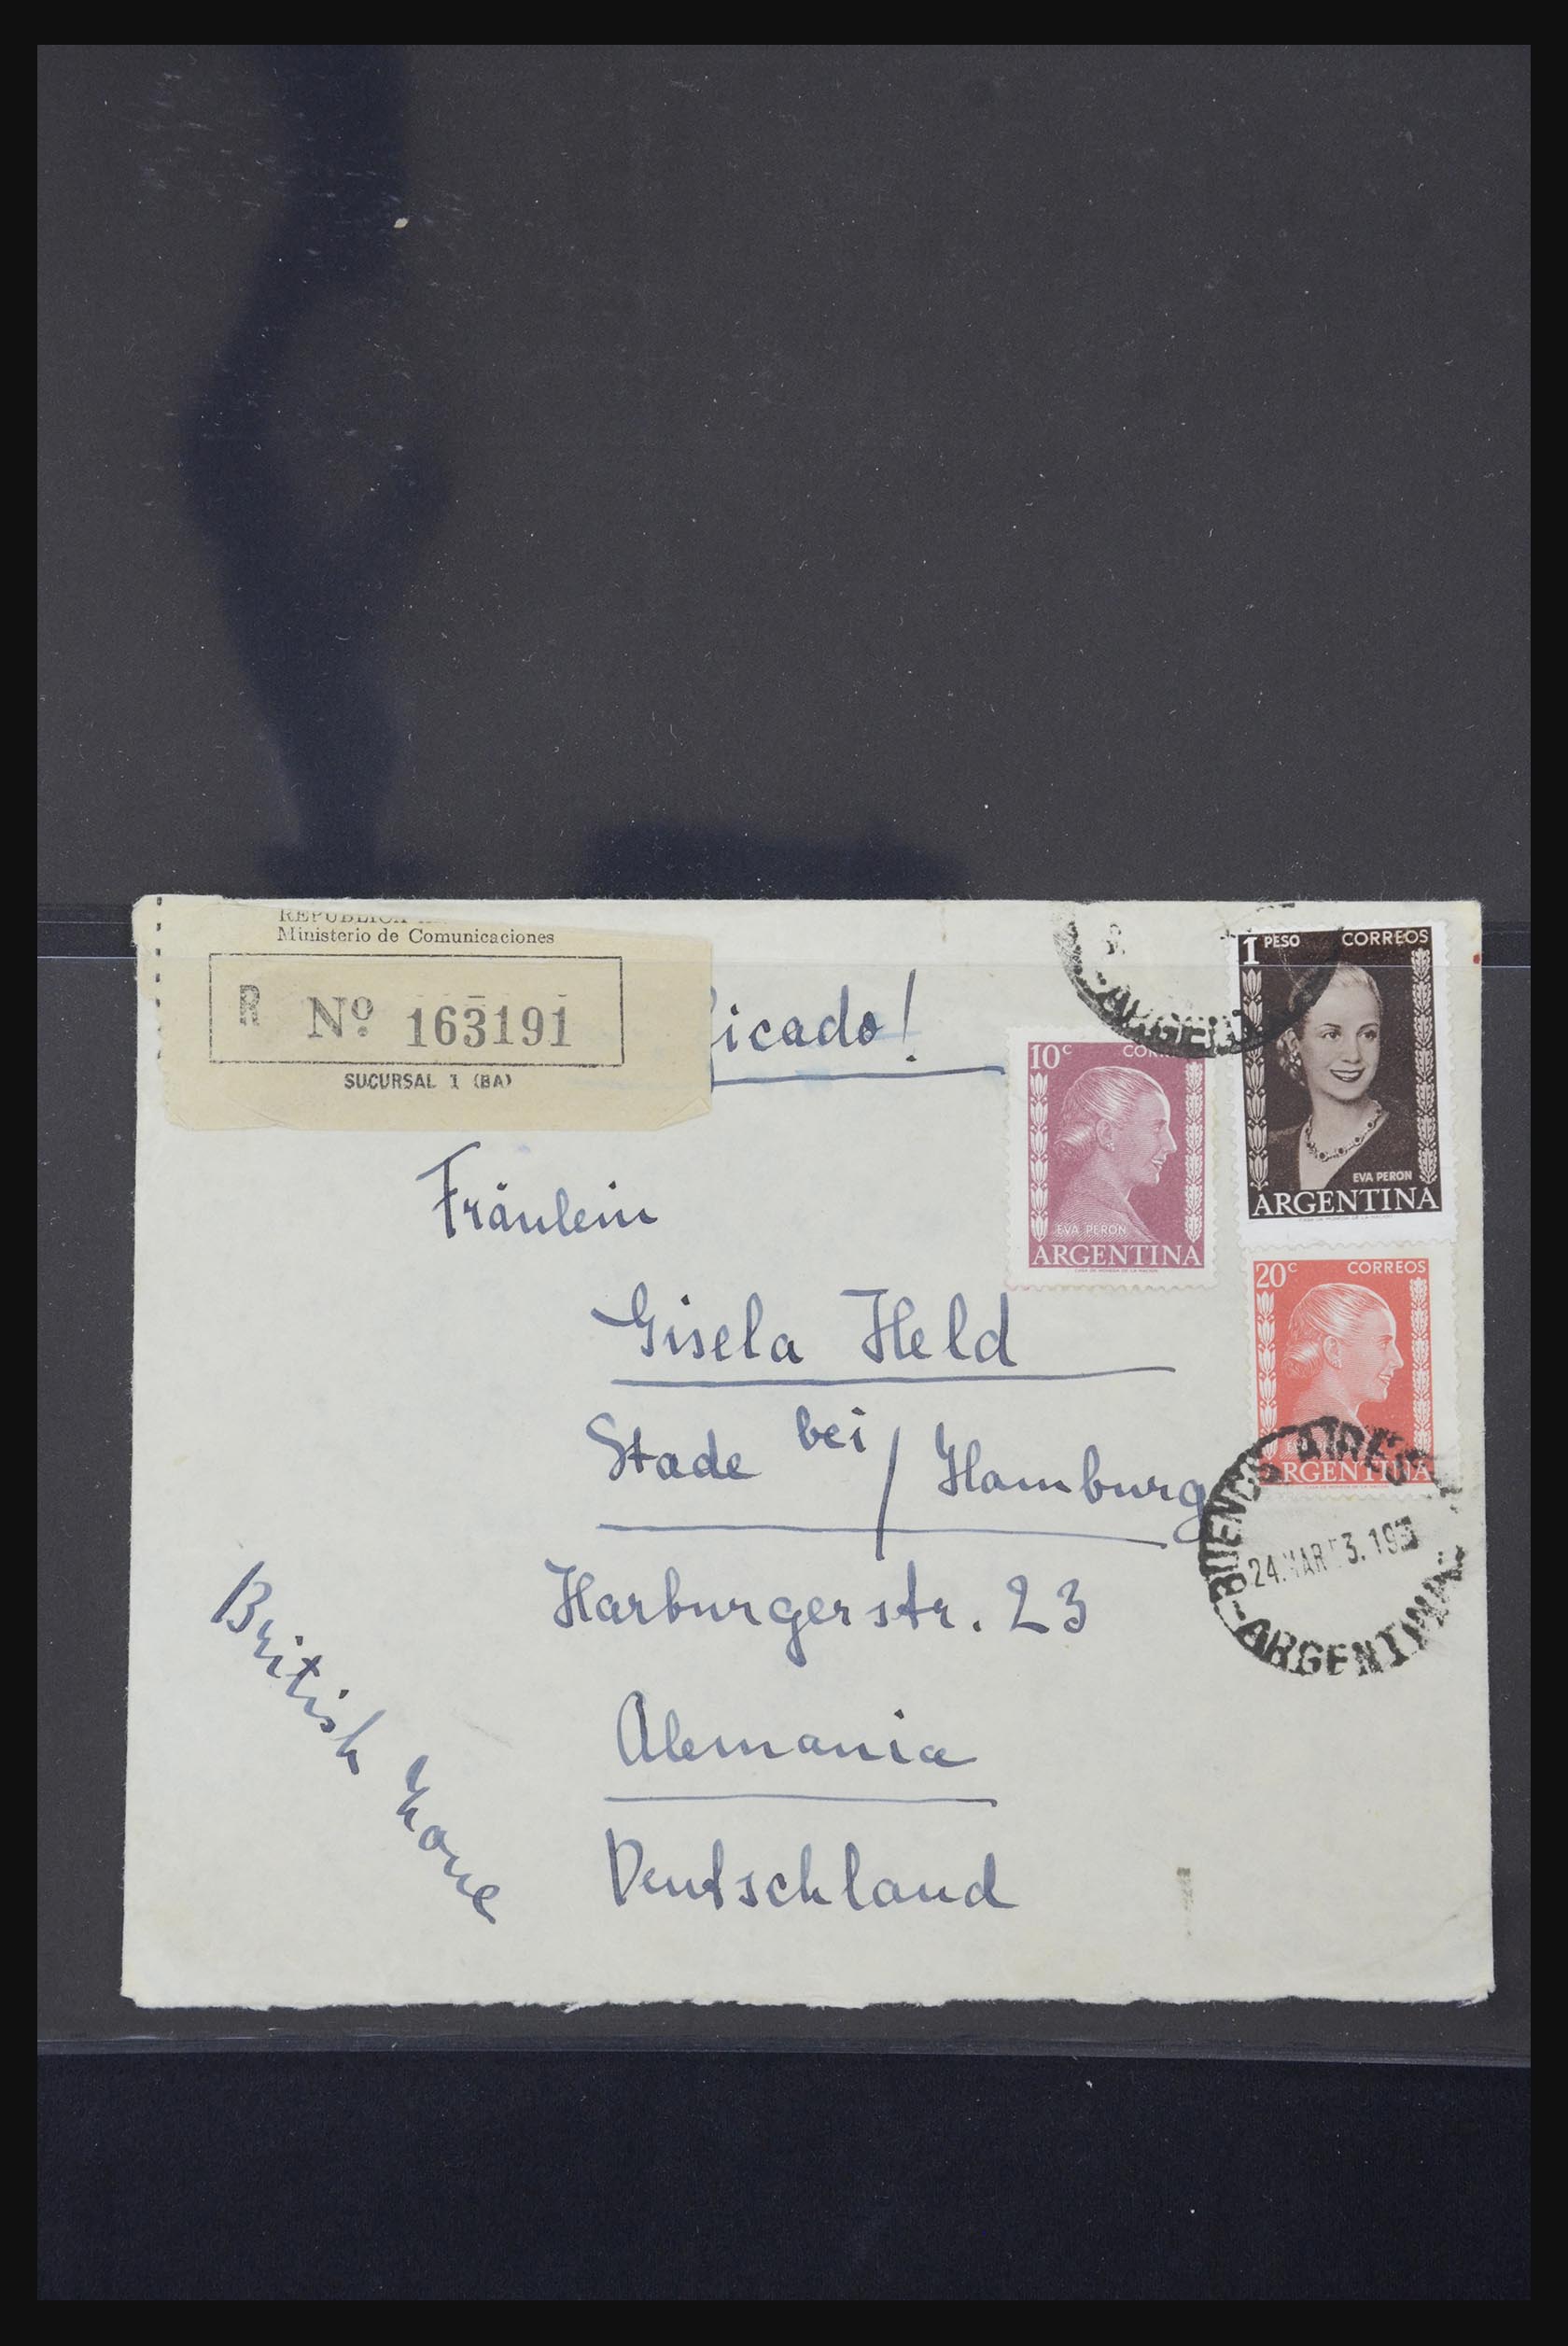 Ministerio de Comunicaciones
R Nº 163191
SUCURSAL 1 (BA)
icado!
1 PESO CORREOS
EVA PERON
ARGENTINA
10c
EVA PERON
ARGENTINA
20c CORREOS
ARGENTINA
BUENOS AIRES
24. MAR 53.19
ARGENTINA
Fräulein
Gisela Held
Stade bei / Hamburg
Harburgerstr. 23
Alemania
Deutschland
British Zone